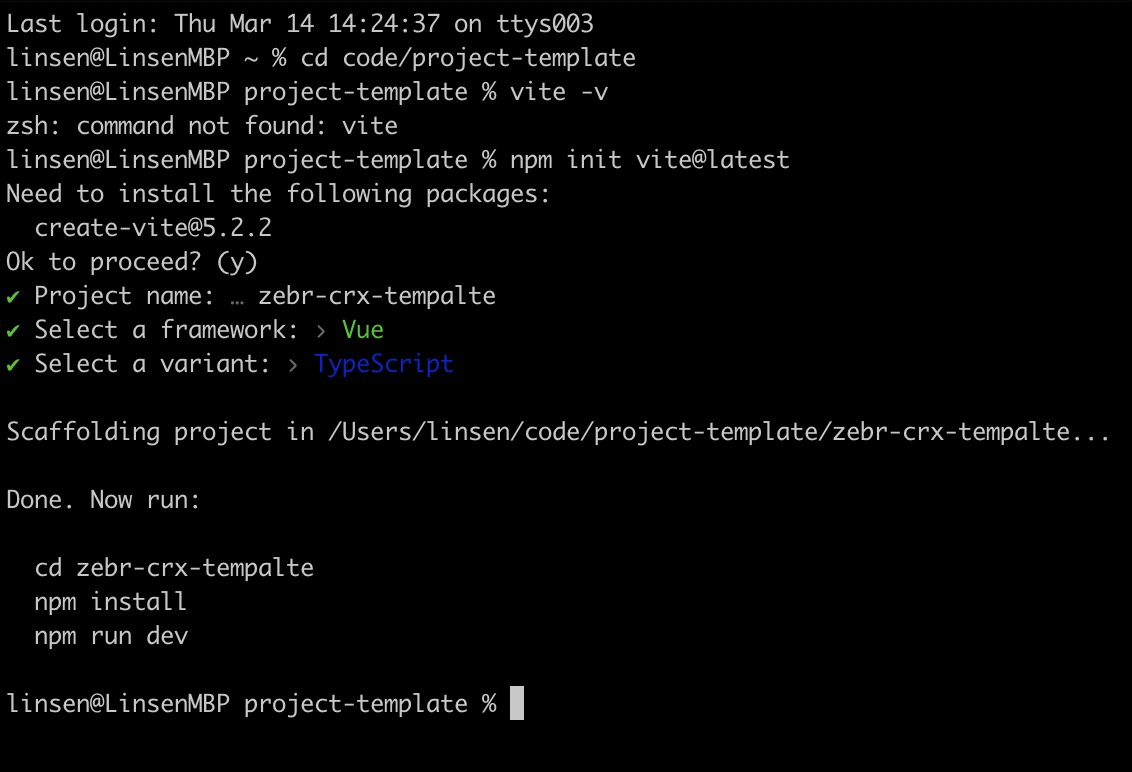 Last login: Thu Mar 14 14:24:37 on ttys003
linsen@LinsenMBP ~ % cd code/project-template
linsen@LinsenMBP project-template % vite -v
zsh: command not found: vite
linsen@LinsenMBP project-template % npm init vite@latest
Need to install the following packages:
  create-vite@5.2.2
Ok to proceed? (y)
✔ Project name: … zebr-crx-tempalte
✔ Select a framework: › Vue
✔ Select a variant: › TypeScript
Scaffolding project in /Users/linsen/code/project-template/zebr-crx-tempalte...
Done. Now run:
  cd zebr-crx-tempalte
  npm install
  npm run dev
linsen@LinsenMBP project-template %